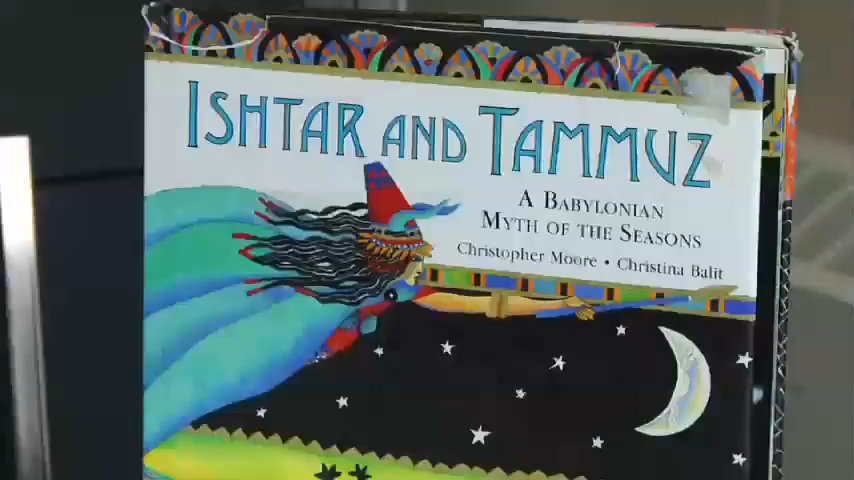 ISHTAR AND TAMMUZ
A BABYLONIAN
MYTH OF THE SEASONS
Christopher Moore • Christina Balit